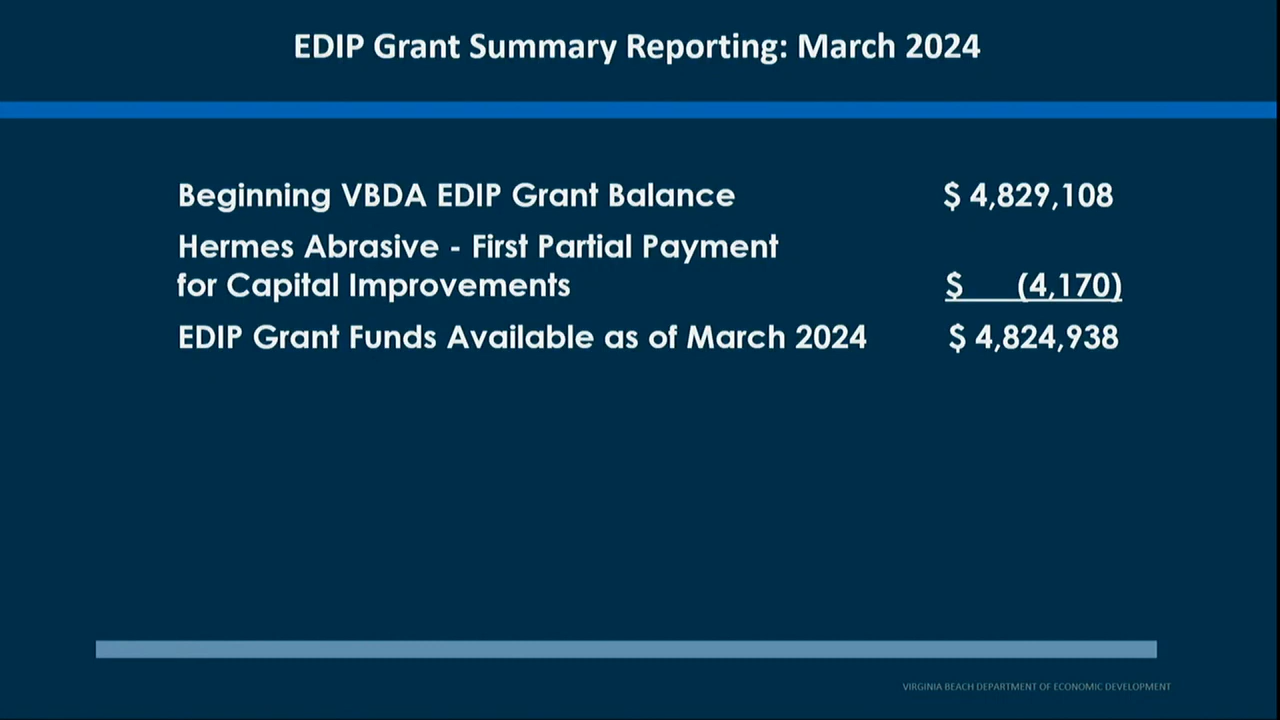 EDIP Grant Summary Reporting: March 2024
Beginning VBDA EDIP Grant Balance $ 4,829,108
Hermes Abrasive - First Partial Payment
for Capital Improvements $ (4,170)
EDIP Grant Funds Available as of March 2024 $ 4,824,938
VIRGINIA BEACH DEPARTMENT OF ECONOMIC DEVELOPMENT